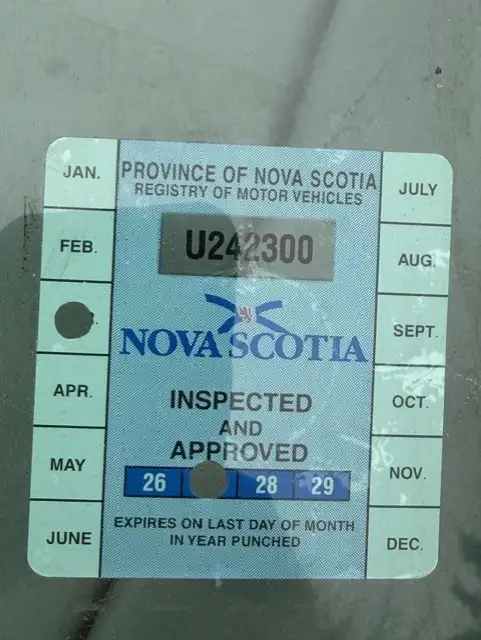 PROVINCE OF NOVA SCOTIA
REGISTRY OF MOTOR VEHICLES
U242300
NOVA SCOTIA
INSPECTED
AND
APPROVED
26 28 29
EXPIRES ON LAST DAY OF MONTH
IN YEAR PUNCHED
JAN.
FEB.
APR.
MAY
JUNE
JULY
AUG.
SEPT.
OCT.
NOV.
DEC.